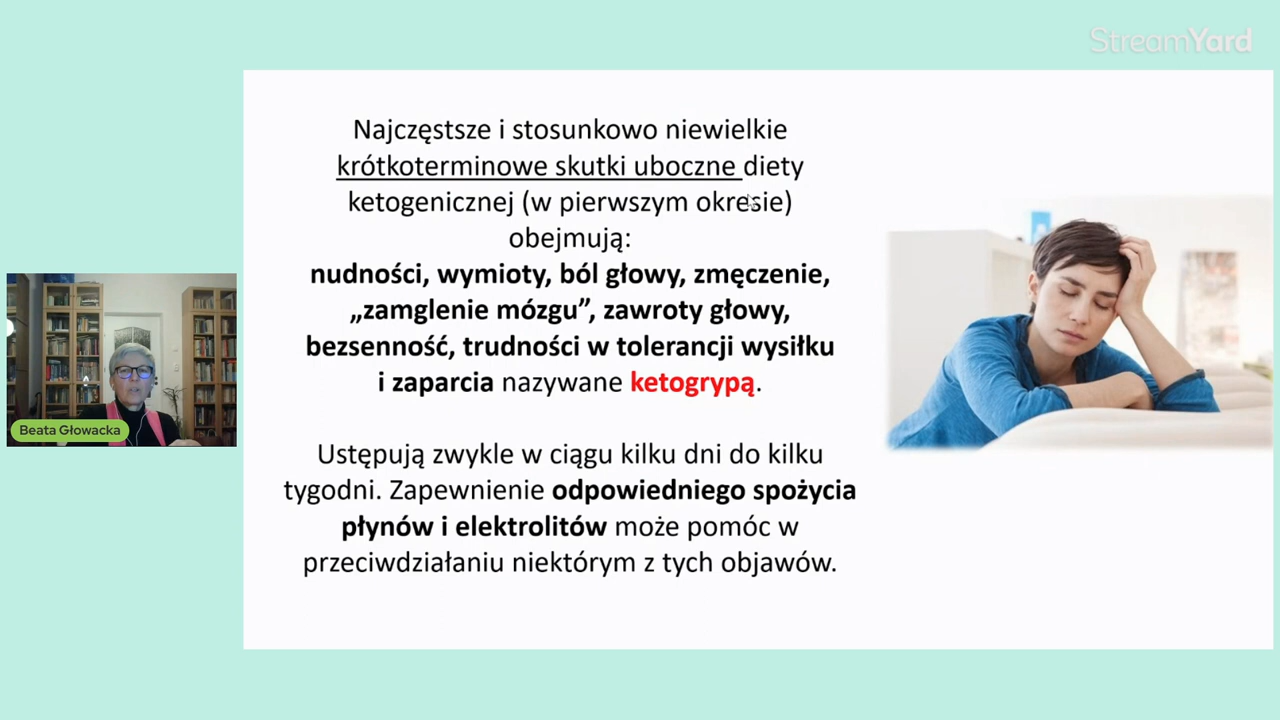 StreamYard
Najczęstsze i stosunkowo niewielkie
krótkoterminowe skutki uboczne diety
ketogenicznej (w pierwszym okresie)
obejmują:
nudności, wymioty, ból głowy, zmęczenie,
„zamglenie mózgu”, zawroty głowy,
bezsenność, trudności w tolerancji wysiłku
i zaparcia nazywane ketogrypą.
Ustępują zwykle w ciągu kilku dni do kilku
tygodni. Zapewnienie odpowiedniego spożycia
płynów i elektrolitów może pomóc w
przeciwdziałaniu niektórym z tych objawów.
Beata Głowacka